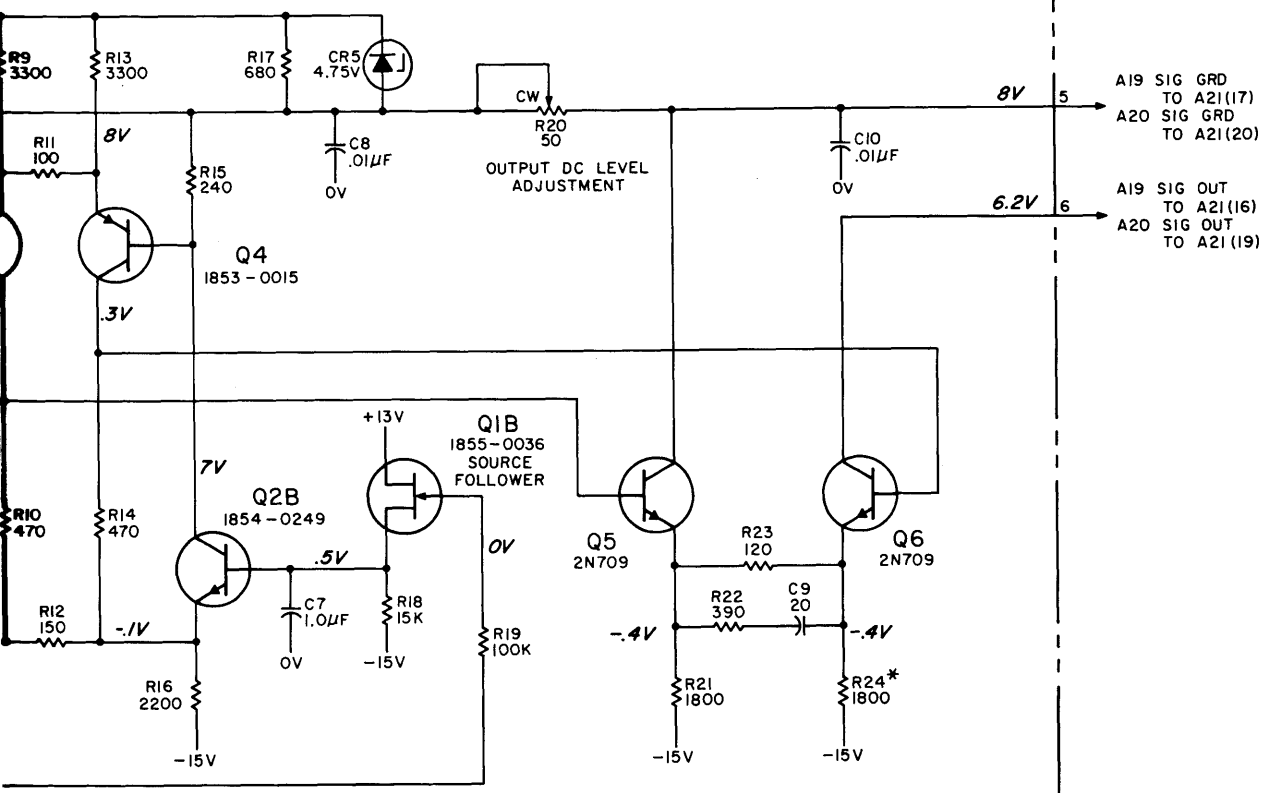 R9
3300
R13
3300
R17
680
CR5
4.75V
CW
R20
50
OUTPUT DC LEVEL
ADJUSTMENT
8V
5
A19 SIG GRD
TO A21(17)
A20 SIG GRD
TO A21(20)
R11
100
8V
R15
240
C8
.01µF
0V
C10
.01µF
0V
6.2V
6
A19 SIG OUT
TO A21(16)
A20 SIG OUT
TO A21(19)
Q4
1853-0015
.3V
+13V
Q1B
1855-0036
SOURCE
FOLLOWER
7V
Q2B
1854-0249
R10
470
R14
470
.5V
0V
Q5
2N709
R23
120
Q6
2N709
R12
150
-.1V
C7
1.0µF
0V
R18
15K
-15V
R19
100K
R22
390
C9
20
-.4V
-.4V
R16
2200
-15V
R21
1800
-15V
R24*
1800
-15V